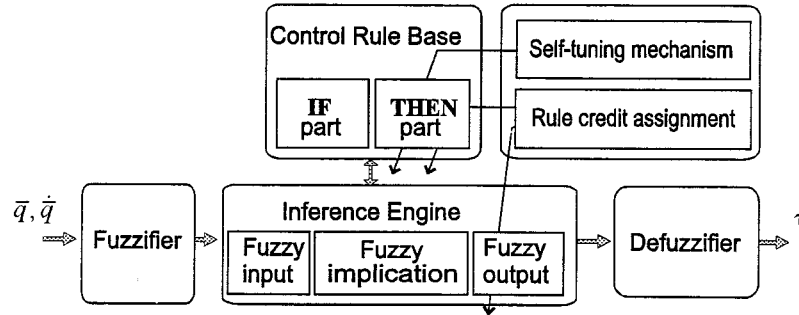 Control Rule Base
Self-tuning mechanism
IF
part
THEN
part
Rule credit assignment
q̅, q̅̇
Fuzzifier
Inference Engine
Fuzzy
input
Fuzzy
implication
Fuzzy
output
Defuzzifier